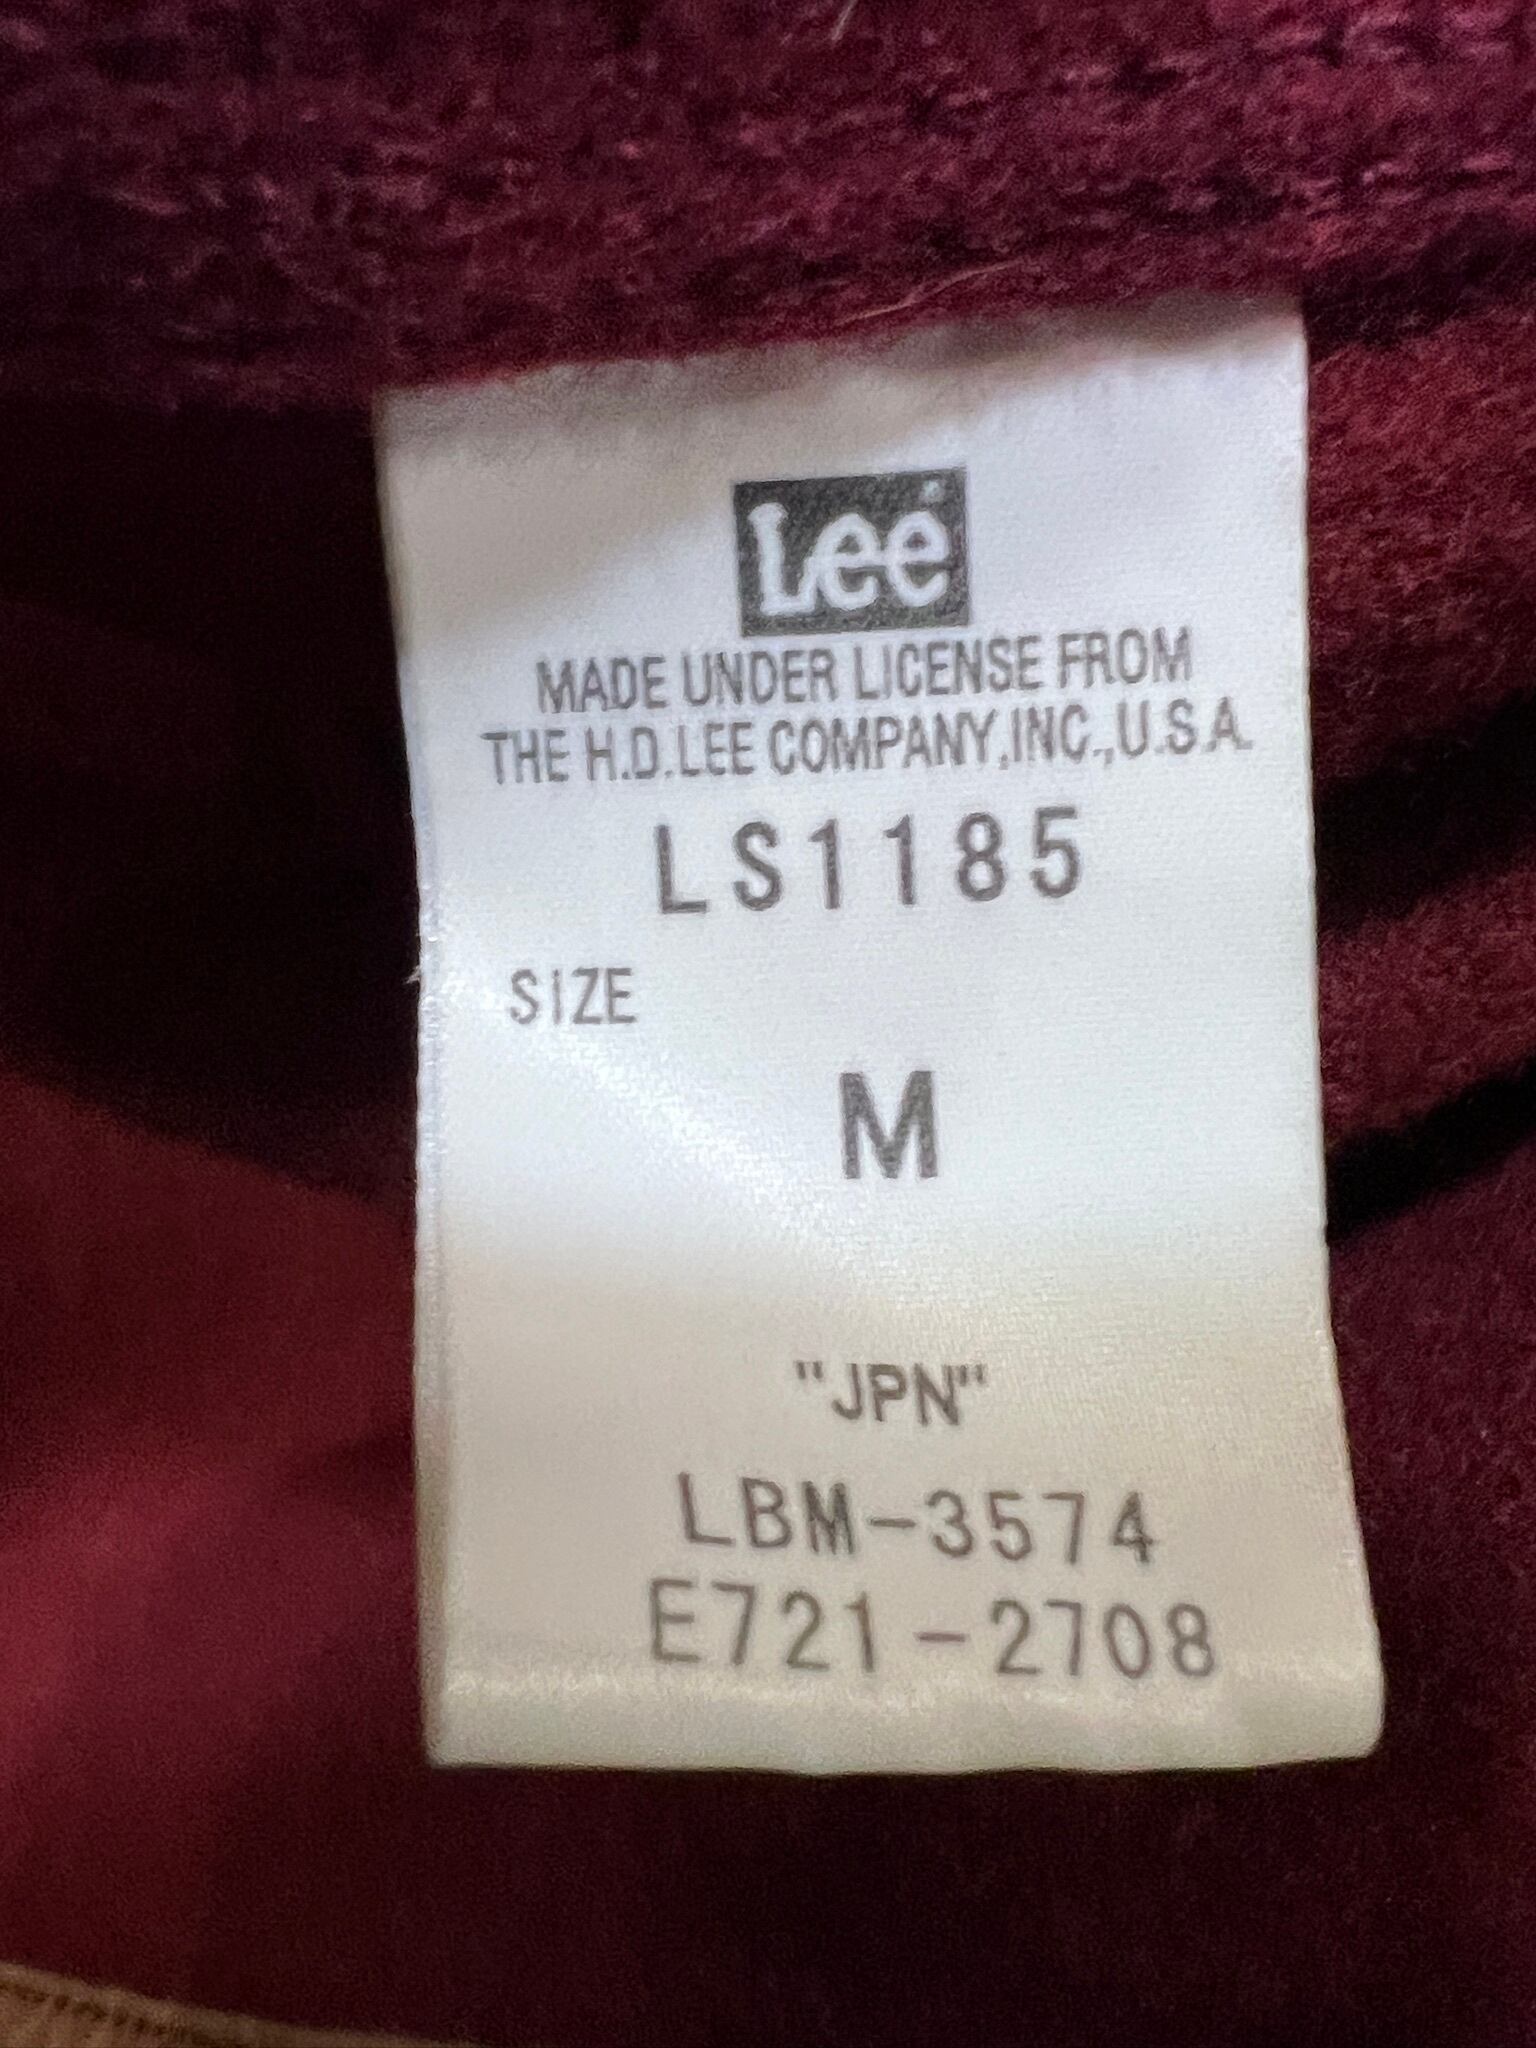 Lee
MADE UNDER LICENSE FROM
THE H.D.LEE COMPANY,INC.,U.S.A.
LS1185
SIZE
M
"JPN"
LBM-3574
E721-2708